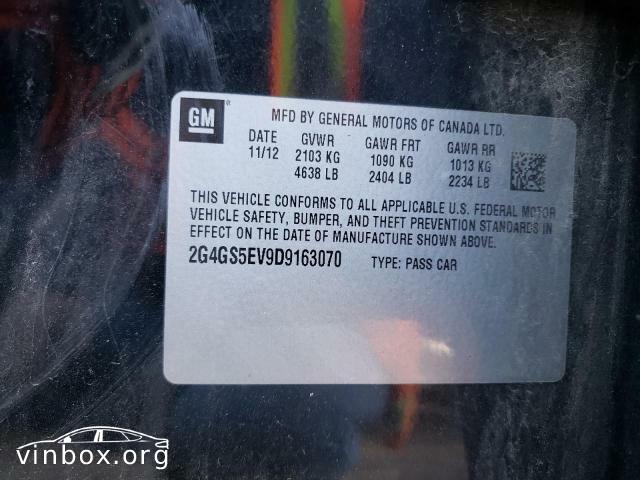 GM ®
MFD BY GENERAL MOTORS OF CANADA LTD.
DATE GVWR GAWR FRT GAWR RR
11/12 2103 KG 1090 KG 1013 KG
4638 LB 2404 LB 2234 LB
THIS VEHICLE CONFORMS TO ALL APPLICABLE U.S. FEDERAL MOTOR
VEHICLE SAFETY, BUMPER, AND THEFT PREVENTION STANDARDS IN
EFFECT ON THE DATE OF MANUFACTURE SHOWN ABOVE.
2G4GS5EV9D9163070 TYPE: PASS CAR
vinbox.org